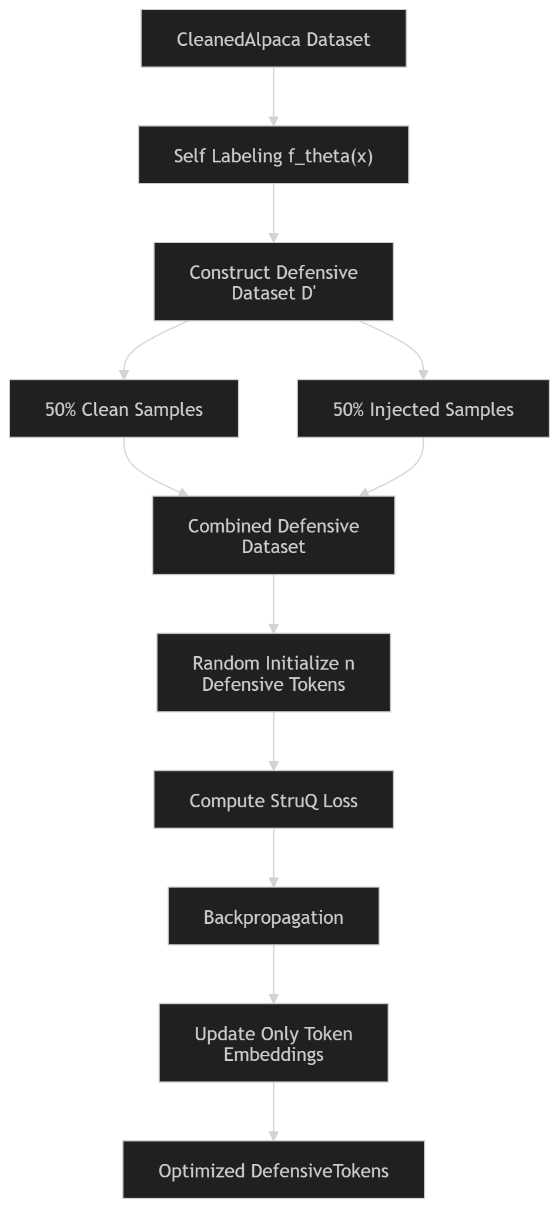 CleanedAlpaca Dataset
Self Labeling f_theta(x)
Construct Defensive
Dataset D'
50% Clean Samples
50% Injected Samples
Combined Defensive
Dataset
Random Initialize n
Defensive Tokens
Compute StruQ Loss
Backpropagation
Update Only Token
Embeddings
Optimized DefensiveTokens